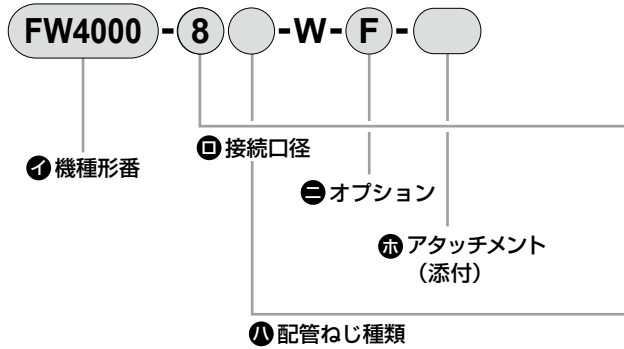 FW4000-8-W-F-
ロ接続口径
イ機種形番
ニオプション
ホアタッチメント
（添付）
ハ配管ねじ種類